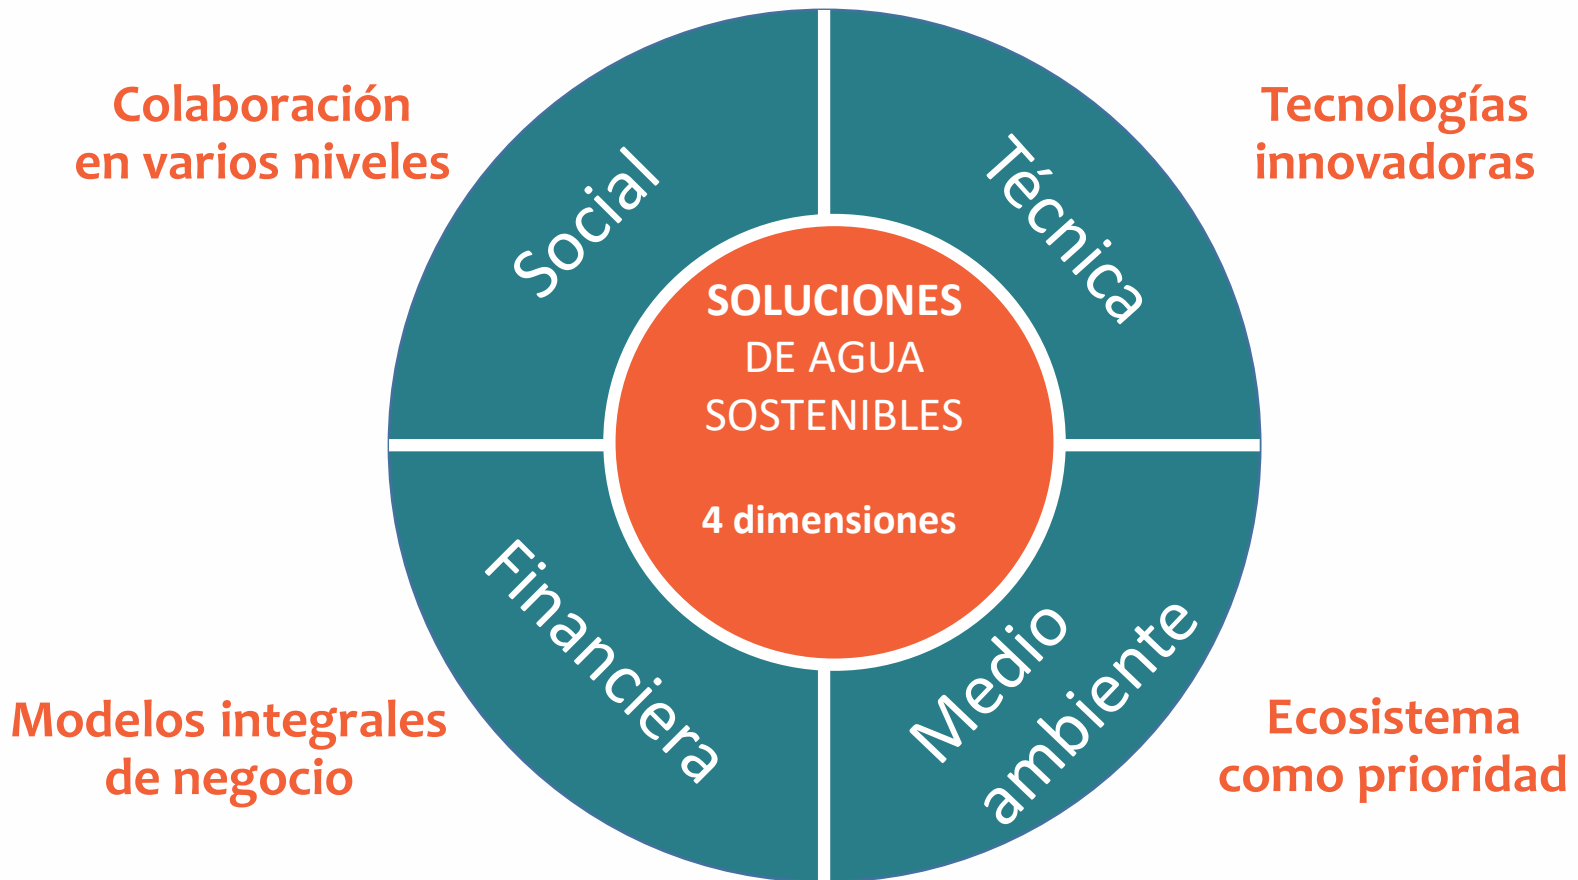 Colaboración
en varios niveles
Social
Técnica
Tecnologías
innovadoras
SOLUCIONES
DE AGUA
SOSTENIBLES
4 dimensiones
Modelos integrales
de negocio
Financiera
Medio
ambiente
Ecosistema
como prioridad